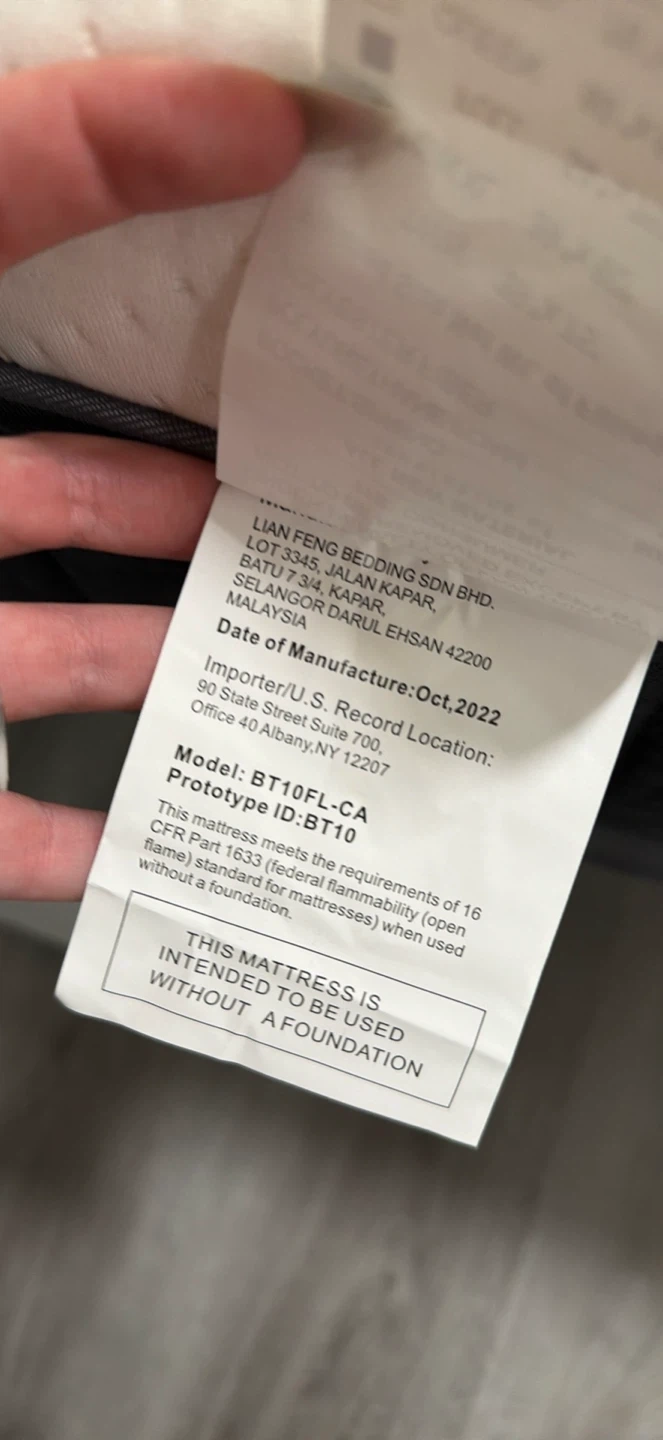 LIAN FENG BEDDING SDN BHD.
LOT 3345, JALAN KAPAR,
BATU 7 3/4, KAPAR,
SELANGOR DARUL EHSAN 42200
MALAYSIA
Date of Manufacture:Oct,2022
Importer/U.S. Record Location:
90 State Street Suite 700,
Office 40 Albany,NY 12207
Model: BT10FL-CA
Prototype ID:BT10
This mattress meets the requirements of 16
CFR Part 1633 (federal flammability (open
flame) standard for mattresses) when used
without a foundation.
THIS MATTRESS IS
INTENDED TO BE USED
WITHOUT A FOUNDATION